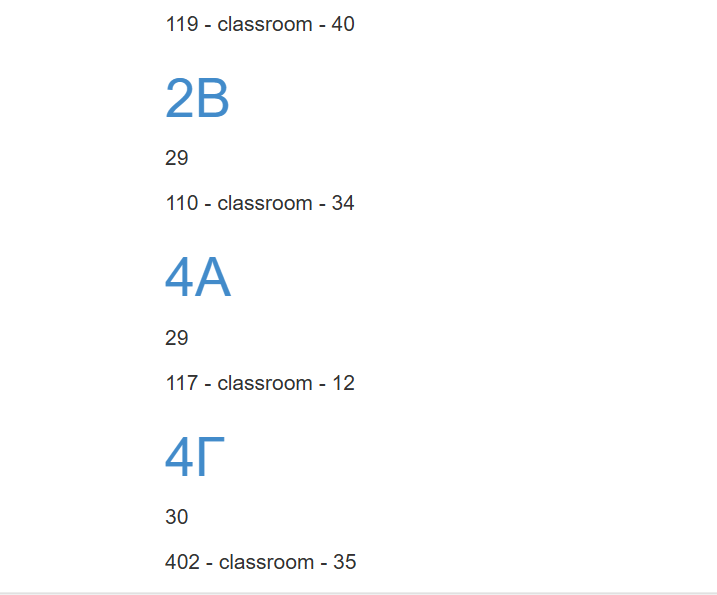 119 - classroom - 40
2В
29
110 - classroom - 34
4А
29
117 - classroom - 12
4Г
30
402 - classroom - 35